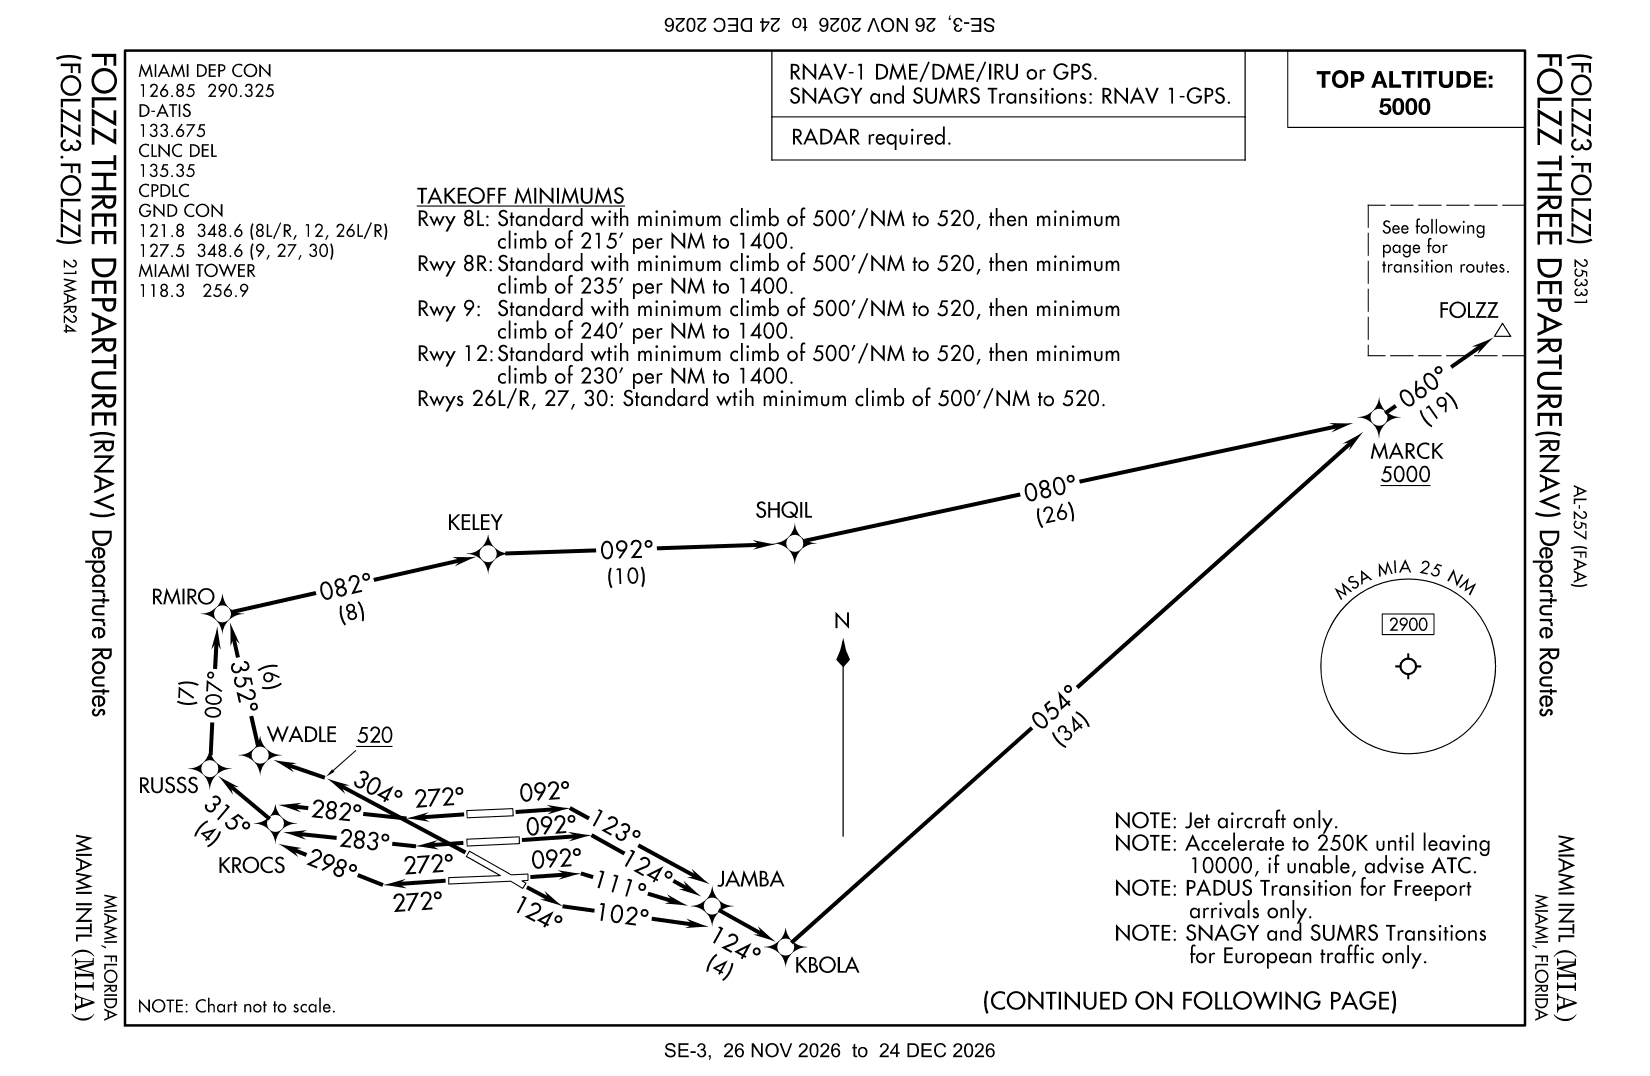 SE-3, 26 NOV 2026 to 24 DEC 2026
(FOLZZ3.FOLZZ) 21MAR24
FOLZZ THREE DEPARTURE (RNAV) Departure Routes
MIAMI INTL (MIA)
MIAMI, FLORIDA
MIAMI DEP CON
126.85 290.325
D-ATIS
133.675
CLNC DEL
135.35
CPDLC
GND CON
121.8 348.6 (8L/R, 12, 26L/R)
127.5 348.6 (9, 27, 30)
MIAMI TOWER
118.3 256.9
RNAV-1 DME/DME/IRU or GPS.
SNAGY and SUMRS Transitions: RNAV 1-GPS.
RADAR required.
TOP ALTITUDE:
5000
TAKEOFF MINIMUMS
Rwy 8L: Standard with minimum climb of 500'/NM to 520, then minimum
climb of 215' per NM to 1400.
Rwy 8R: Standard with minimum climb of 500'/NM to 520, then minimum
climb of 235' per NM to 1400.
Rwy 9: Standard with minimum climb of 500'/NM to 520, then minimum
climb of 240' per NM to 1400.
Rwy 12: Standard wtih minimum climb of 500'/NM to 520, then minimum
climb of 230' per NM to 1400.
Rwys 26L/R, 27, 30: Standard wtih minimum climb of 500'/NM to 520.
See following
page for
transition routes.
FOLZZ
060°
(19)
MARCK
5000
080°
(26)
SHQIL
KELEY
092°
(10)
RMIRO
082°
(8)
N
MSA MIA 25 NM
2900
007°
(7)
352°
(6)
054°
(34)
WADLE
520
RUSSS
315°
(4)
KROCS
304°
282°
272°
092°
123°
283°
272°
092°
124°
298°
272°
092°
111°
124°
102°
JAMBA
124°
(4)
KBOLA
NOTE: Jet aircraft only.
NOTE: Accelerate to 250K until leaving
10000, if unable, advise ATC.
NOTE: PADUS Transition for Freeport
arrivals only.
NOTE: SNAGY and SUMRS Transitions
for European traffic only.
NOTE: Chart not to scale.
(CONTINUED ON FOLLOWING PAGE)
(FOLZZ3.FOLZZ) 25331
FOLZZ THREE DEPARTURE (RNAV) Departure Routes
AL-257 (FAA)
MIAMI INTL (MIA)
MIAMI, FLORIDA
SE-3, 26 NOV 2026 to 24 DEC 2026